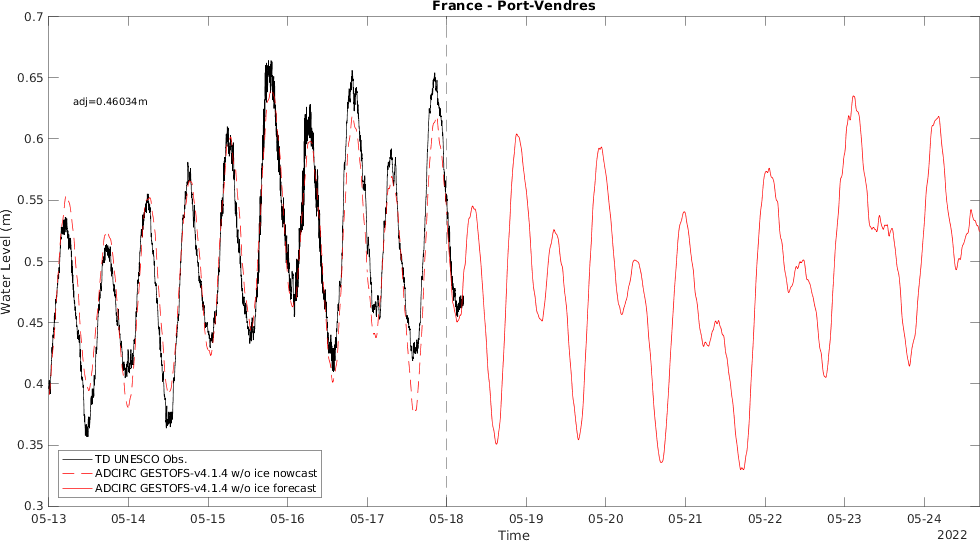 France - Port-Vendres
0.7
0.65
0.6
0.55
0.5
0.45
0.4
0.35
0.3
Water Level (m)
adj=0.46034m
TD UNESCO Obs.
ADCIRC GESTOFS-v4.1.4 w/o ice nowcast
ADCIRC GESTOFS-v4.1.4 w/o ice forecast
05-13 05-14 05-15 05-16 05-17 05-18 05-19 05-20 05-21 05-22 05-23 05-24
Time
2022